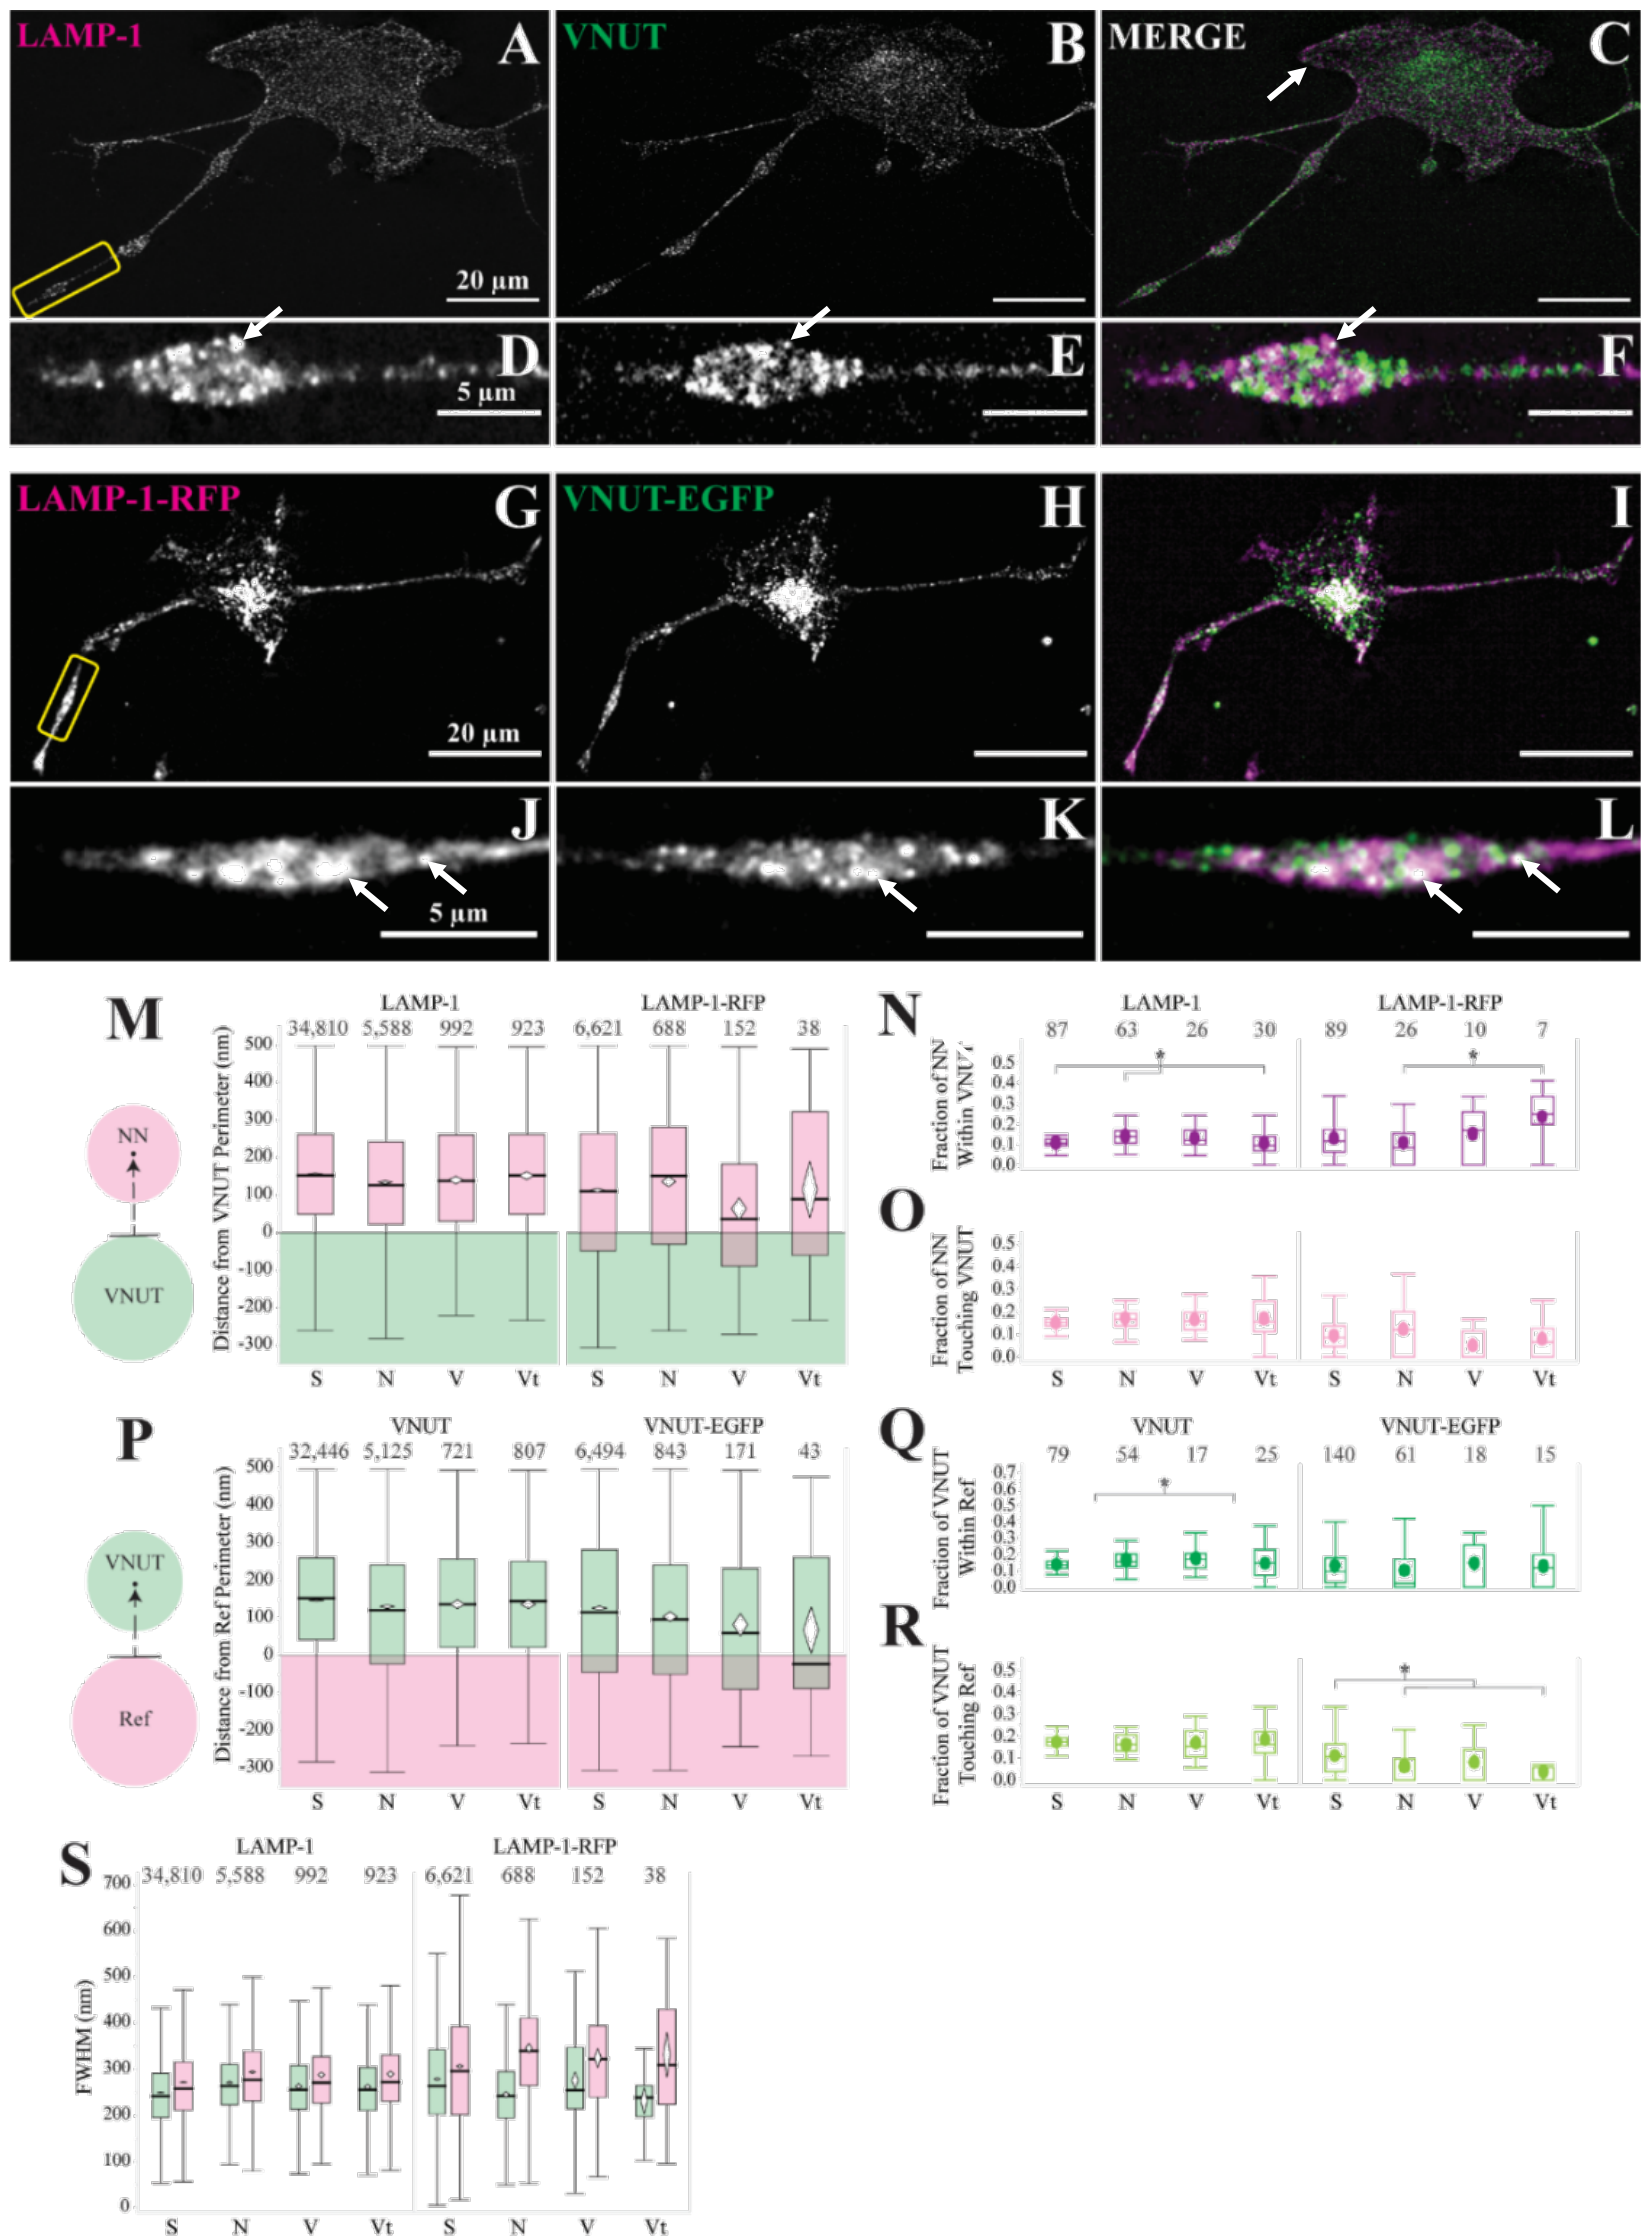 LAMP-1 A VNUT B MERGE C
20 µm
D E F
5 µm
LAMP-1-RFP G VNUT-EGFP H I
20 µm
J K L
5 µm
M
LAMP-1 LAMP-1-RFP
34,810 5,588 992 923 6,621 688 152 38
Distance from VNUT Perimeter (nm)
500
400
300
200
100
0
-100
-200
-300
S N V Vt S N V Vt
NN
VNUT
N
LAMP-1 LAMP-1-RFP
87 63 26 30 89 26 10 7
Fraction of NN
Within VNUT
0.5
0.4
0.3
0.2
0.1
0.0
* *
O
Fraction of NN
Touching VNUT
0.5
0.4
0.3
0.2
0.1
0.0
S N V Vt S N V Vt
P
VNUT VNUT-EGFP
32,446 5,125 721 807 6,494 843 171 43
Distance from Ref Perimeter (nm)
500
300
200
100
0
-100
-200
-300
S N V Vt S N V Vt
VNUT
Ref
Q
VNUT VNUT-EGFP
79 54 17 25 140 61 18 15
Fraction of VNUT
Within Ref
0.7
0.6
0.5
0.4
0.3
0.2
0.1
0.0
*
R
Fraction of VNUT
Touching Ref
0.5
0.4
0.3
0.2
0.1
0.0
*
S N V Vt S N V Vt
S
LAMP-1 LAMP-1-RFP
34,810 5,588 992 923 6,621 688 152 38
FWHM (nm)
700
600
500
400
300
200
100
0
S N V Vt S N V Vt